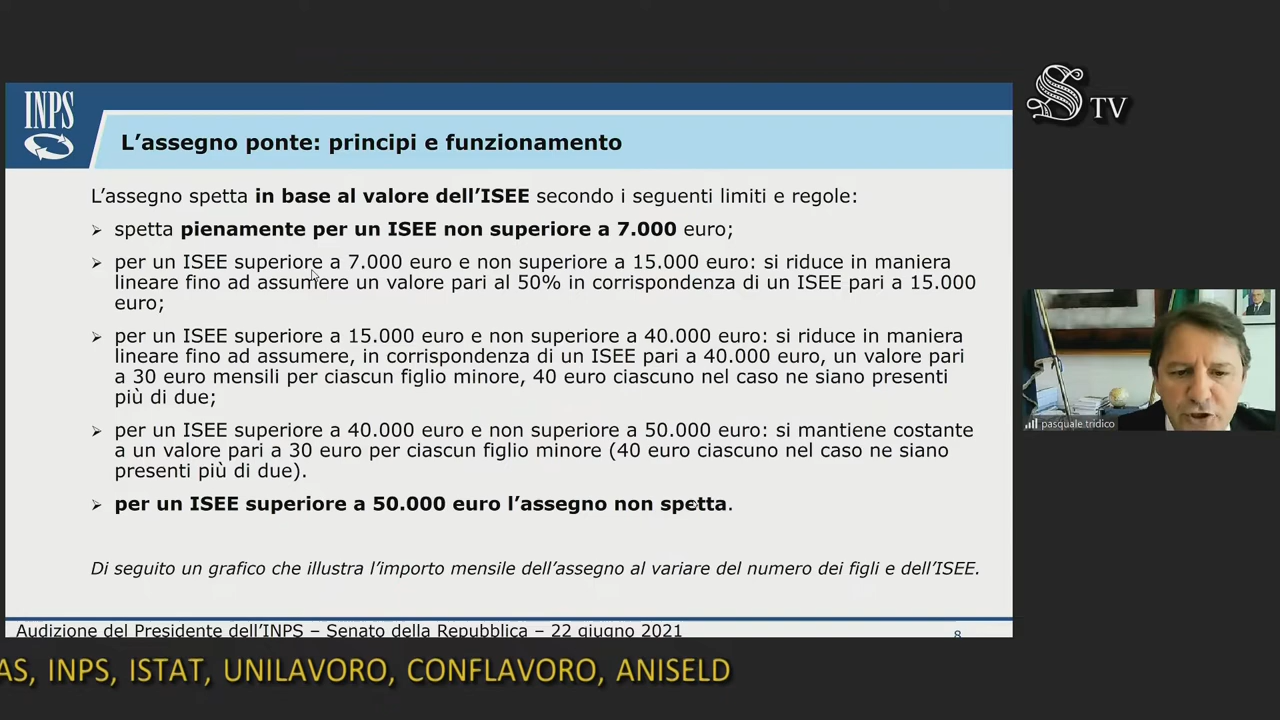 INPS
L’assegno ponte: principi e funzionamento
S TV
L’assegno spetta in base al valore dell’ISEE secondo i seguenti limiti e regole:
spetta pienamente per un ISEE non superiore a 7.000 euro;
per un ISEE superiore a 7.000 euro e non superiore a 15.000 euro: si riduce in maniera
lineare fino ad assumere un valore pari al 50% in corrispondenza di un ISEE pari a 15.000
euro;
per un ISEE superiore a 15.000 euro e non superiore a 40.000 euro: si riduce in maniera
lineare fino ad assumere, in corrispondenza di un ISEE pari a 40.000 euro, un valore pari
a 30 euro mensili per ciascun figlio minore, 40 euro ciascuno nel caso ne siano presenti
più di due;
per un ISEE superiore a 40.000 euro e non superiore a 50.000 euro: si mantiene costante
a un valore pari a 30 euro per ciascun figlio minore (40 euro ciascuno nel caso ne siano
presenti più di due).
per un ISEE superiore a 50.000 euro l’assegno non spetta.
Di seguito un grafico che illustra l’importo mensile dell’assegno al variare del numero dei figli e dell’ISEE.
Audizione del Presidente dell’INPS – Senato della Repubblica – 22 giugno 2021
8
pasquale tridico
AS, INPS, ISTAT, UNILAVORO, CONFLAVORO, ANISELD